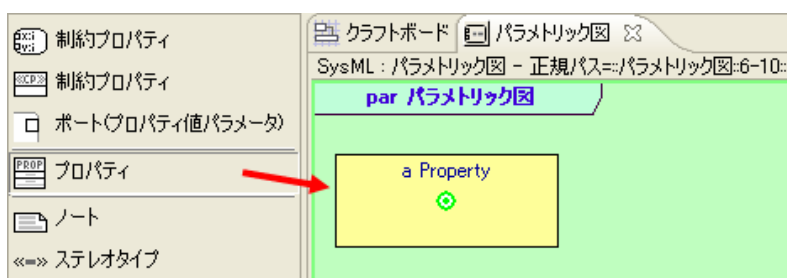 制約プロパティ
制約プロパティ
ポート(プロパティ値パラメータ)
プロパティ
ノート
«=» ステレオタイプ
クラフトボード
パラメトリック図
SysML : パラメトリック図 - 正規パス=::パラメトリック図::6-10::
par パラメトリック図
a Property